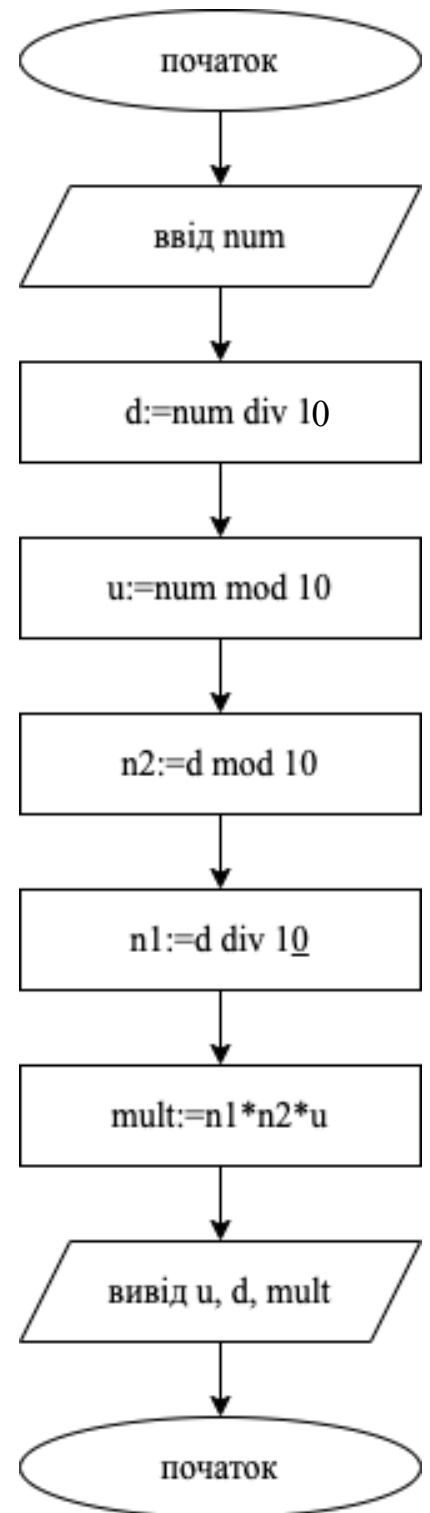 початок
ввід num
d:=num div 10
u:=num mod 10
n2:=d mod 10
n1:=d div 10
mult:=n1*n2*u
вивід u, d, mult
початок